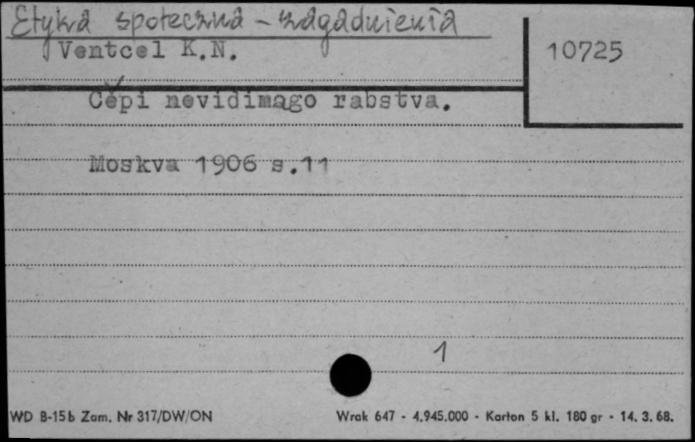 Etyka społeczna - zagadnienia
Ventcel K.N.
10725
Cěpi nevidimago rabstva.
Moskva 1906 s.11
1
WD B-15b Zam. Nr 317/DW/ON
Wrak 647 - 4.945.000 - Karton 5 kl. 180 gr - 14. 3. 68.